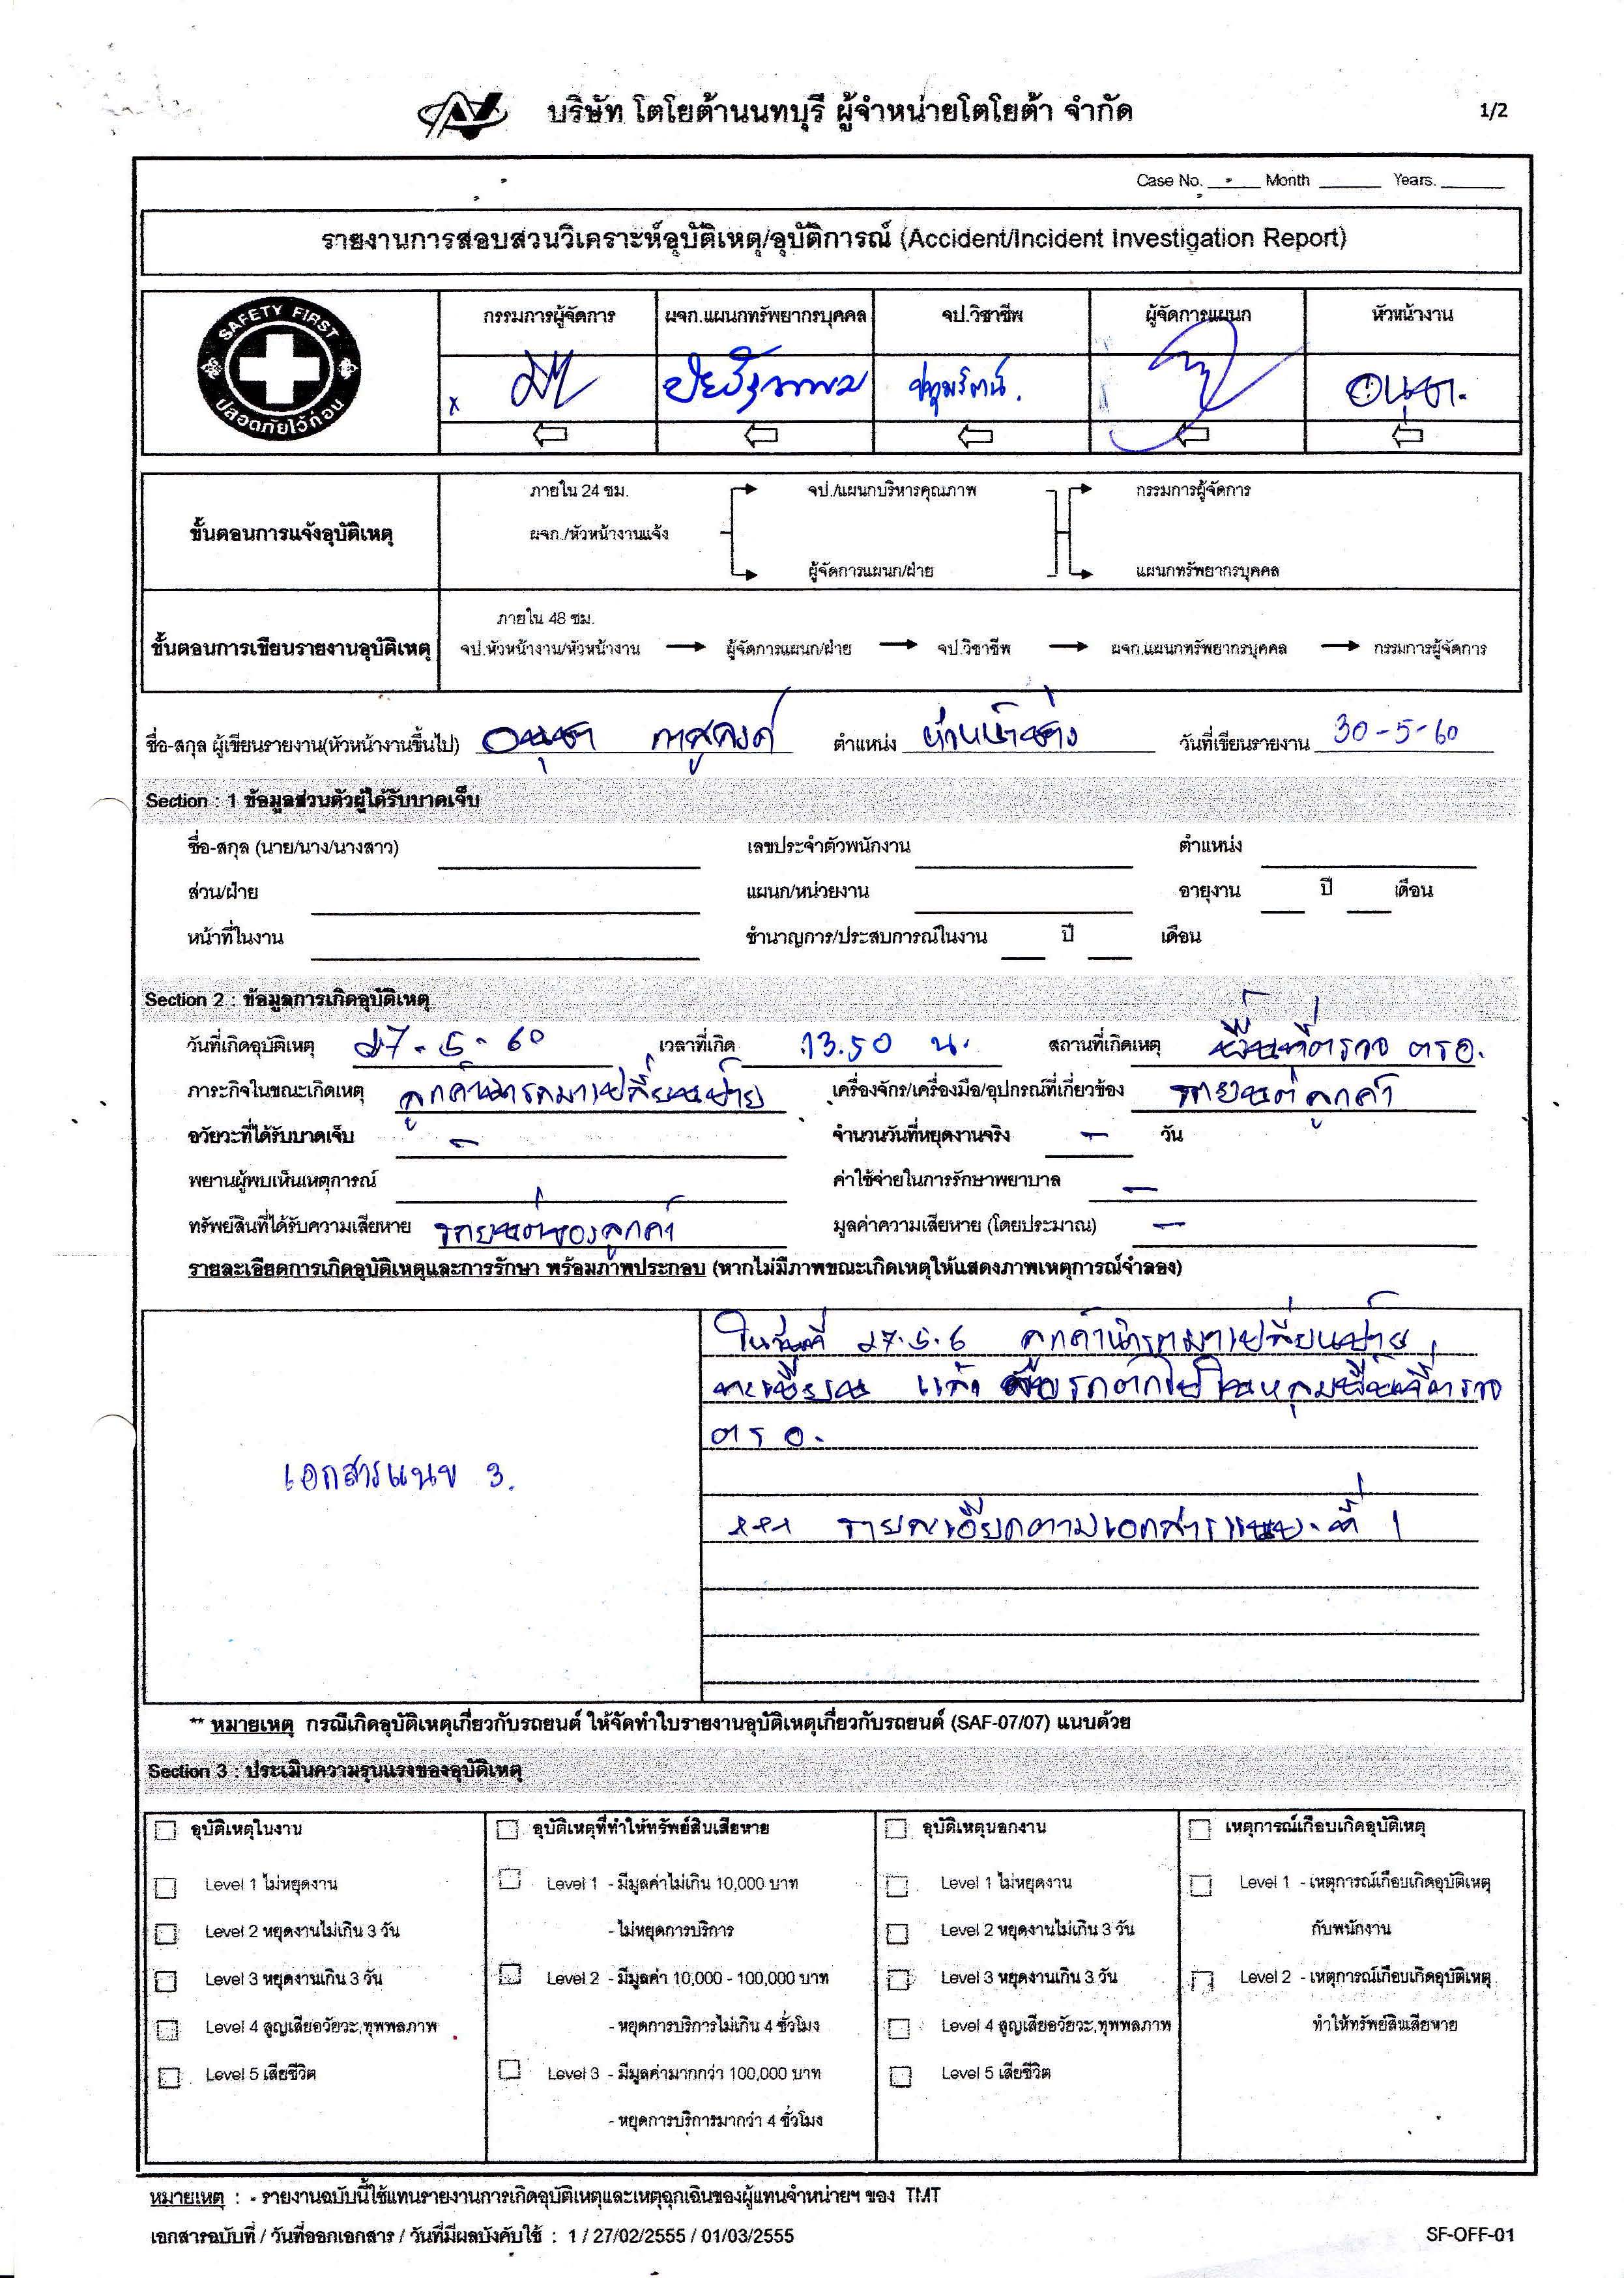 บริษัท โตโยต้านนทบุรี ผู้จำหน่ายโตโยต้า จำกัด
1/2
Case No. - Month Years.
รายงานการสอบสวนวิเคราะห์อุบัติเหตุ/อุบัติการณ์ (Accident/Incident Investigation Report)
SAFETY FIRST
ปลอดภัยไว้ก่อน
กรรมการผู้จัดการ ผจก.แผนกทรัพยากรบุคคล จป.วิชาชีพ ผู้จัดการแผนก หัวหน้างาน
ขั้นตอนการแจ้งอุบัติเหตุ
ภายใน 24 ชม.
ผจก./หัวหน้างานแจ้ง
จป./แผนกบริหารคุณภาพ กรรมการผู้จัดการ
ผู้จัดการแผนก/ฝ่าย แผนกทรัพยากรบุคคล
ขั้นตอนการเขียนรายงานอุบัติเหตุ
ภายใน 48 ชม.
จป.หัวหน้างาน/หัวหน้างาน → ผู้จัดการแผนก/ฝ่าย → จป.วิชาชีพ → ผจก.แผนกทรัพยากรบุคคล → กรรมการผู้จัดการ
ชื่อ-สกุล ผู้เขียนรายงาน(หัวหน้างานขึ้นไป) อนุชา ตำแหน่ง หัวหน้าช่าง วันที่เขียนรายงาน 30-5-60
Section : 1 ข้อมูลส่วนตัวผู้ได้รับบาดเจ็บ
ชื่อ-สกุล (นาย/นาง/นางสาว) เลขประจำตัวพนักงาน ตำแหน่ง
ส่วน/ฝ่าย แผนก/หน่วยงาน อายุงาน ปี เดือน
หน้าที่ในงาน ชำนาญการ/ประสบการณ์ในงาน ปี เดือน
Section 2 : ข้อมูลการเกิดอุบัติเหตุ
วันที่เกิดอุบัติเหตุ 27-5-60 เวลาที่เกิด 13.50 น. สถานที่เกิดเหตุ พื้นที่ตรวจ ตรอ.
ภาระกิจในขณะเกิดเหตุ ลูกค้านำรถมาเปลี่ยนป้าย เครื่องจักร/เครื่องมือ/อุปกรณ์ที่เกี่ยวข้อง รถยนต์ลูกค้า
อวัยวะที่ได้รับบาดเจ็บ - จำนวนวันที่หยุดงานจริง - วัน
พยานผู้พบเห็นเหตุการณ์ ค่าใช้จ่ายในการรักษาพยาบาล -
ทรัพย์สินที่ได้รับความเสียหาย รถยนต์ของลูกค้า มูลค่าความเสียหาย (โดยประมาณ) -
รายละเอียดการเกิดอุบัติเหตุและการรักษา พร้อมภาพประกอบ (หากไม่มีภาพขณะเกิดเหตุให้แสดงภาพเหตุการณ์จำลอง)
ในวันที่ 27.5.6 ลูกค้านำรถมาเปลี่ยนป้าย
ทะเบียน แล้ว รถตกไปในหลุมพื้นที่ตรวจ
ตรอ.
เอกสารแนบ 3.
*** รายละเอียดตามเอกสารแนบ.ที่ 1
** หมายเหตุ กรณีเกิดอุบัติเหตุเกี่ยวกับรถยนต์ ให้จัดทำใบรายงานอุบัติเหตุเกี่ยวกับรถยนต์ (SAF-07/07) แนบด้วย
Section 3 : ประเมินความรุนแรงของอุบัติเหตุ
อุบัติเหตุในงาน อุบัติเหตุที่ทำให้ทรัพย์สินเสียหาย อุบัติเหตุนอกงาน เหตุการณ์เกือบเกิดอุบัติเหตุ
Level 1 ไม่หยุดงาน Level 1 - มีมูลค่าไม่เกิน 10,000 บาท Level 1 ไม่หยุดงาน Level 1 - เหตุการณ์เกือบเกิดอุบัติเหตุ
Level 2 หยุดงานไม่เกิน 3 วัน - ไม่หยุดการบริการ Level 2 หยุดงานไม่เกิน 3 วัน กับพนักงาน
Level 3 หยุดงานเกิน 3 วัน Level 2 - มีมูลค่า 10,000 - 100,000 บาท Level 3 หยุดงานเกิน 3 วัน Level 2 - เหตุการณ์เกือบเกิดอุบัติเหตุ
Level 4 สูญเสียอวัยวะ,ทุพพลภาพ - หยุดการบริการไม่เกิน 4 ชั่วโมง Level 4 สูญเสียอวัยวะ,ทุพพลภาพ ทำให้ทรัพย์สินเสียหาย
Level 5 เสียชีวิต Level 3 - มีมูลค่ามากกว่า 100,000 บาท Level 5 เสียชีวิต
- หยุดการบริการมากว่า 4 ชั่วโมง
หมายเหตุ : - รายงานฉบับนี้ใช้แทนรายงานการเกิดอุบัติเหตุและเหตุฉุกเฉินของผู้แทนจำหน่ายฯ ของ TMT
เอกสารฉบับที่ / วันที่ออกเอกสาร / วันที่มีผลบังคับใช้ : 1 / 27/02/2555 / 01/03/2555
SF-OFF-01